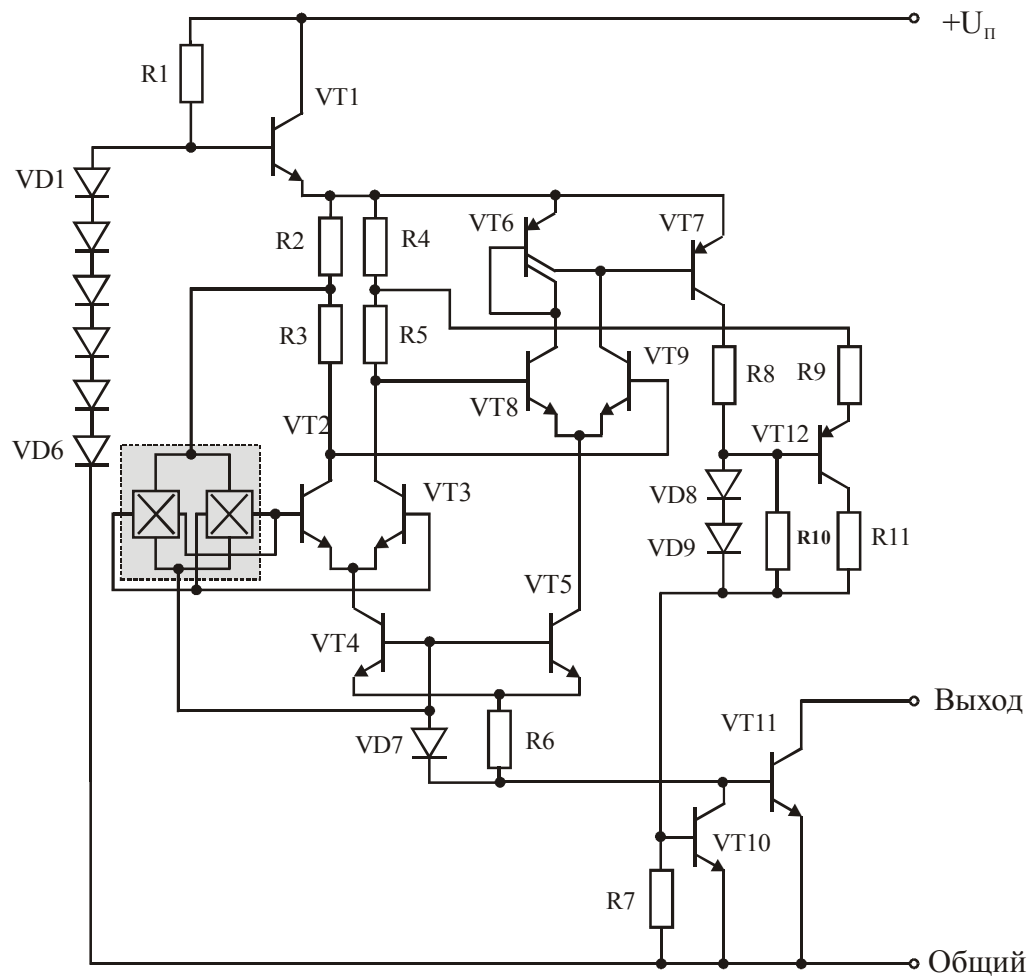 +Uп
R1
VT1
VD1
VT6
VT7
R2
R4
R3
R5
VT9
R8
R9
VT8
VT2
VT12
VD6
VT3
VD8
VD9
R10
R11
VT5
VT4
Выход
VT11
VD7
R6
VT10
R7
Общий